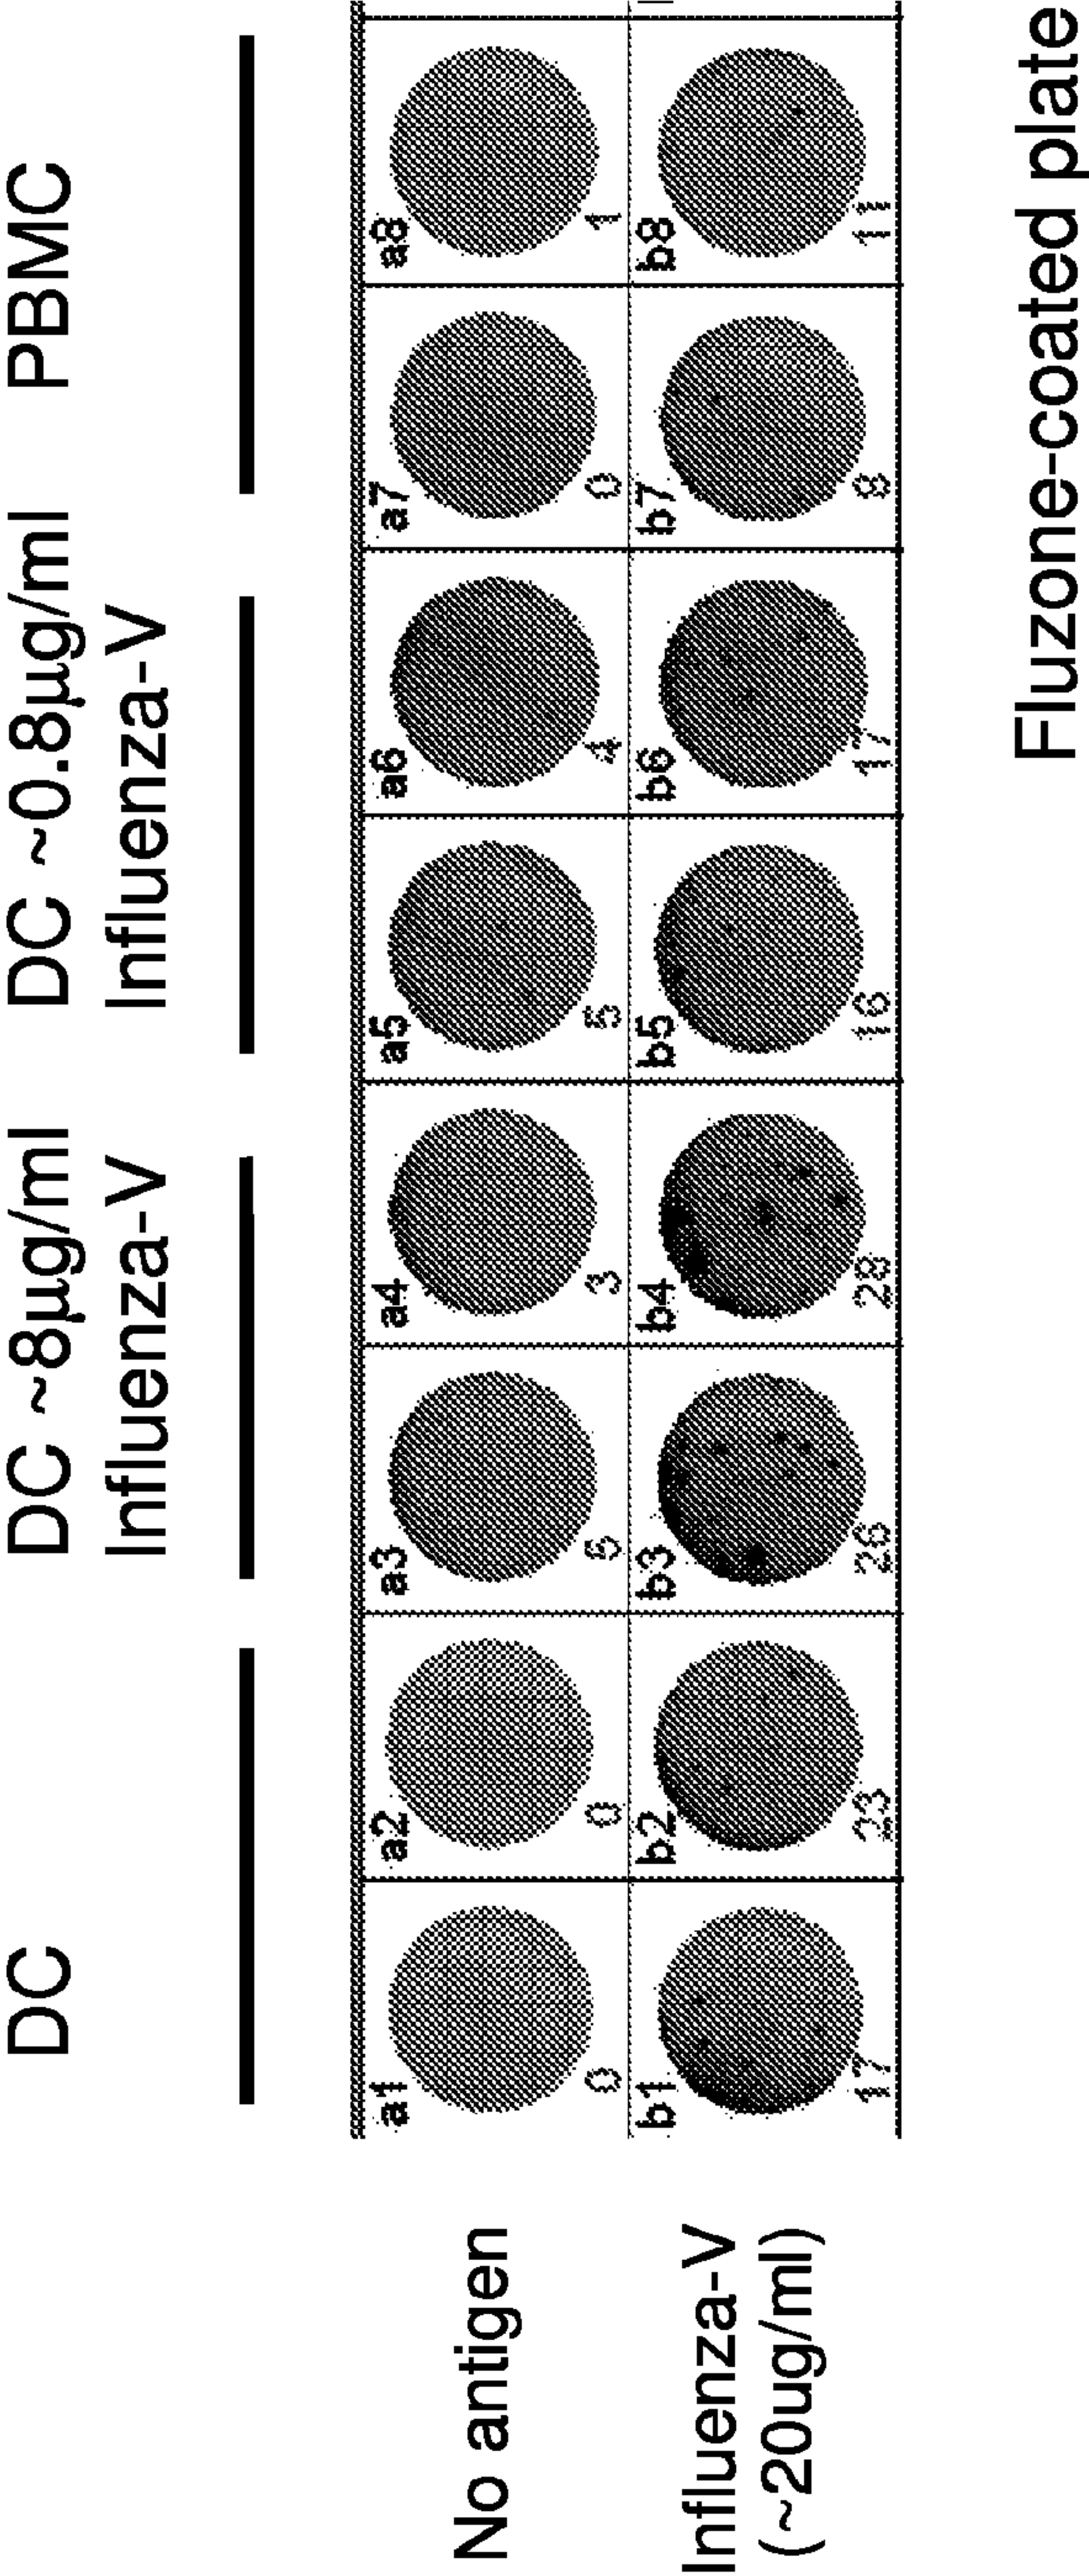 DC
DC ~8µg/ml
Influenza-V
DC ~0.8µg/ml
Influenza-V
PBMC
No antigen
a1 a2 a3 a4 a5 a6 a7 a8
0 0 5 3 5 4 0 1
Influenza-V
(~20ug/ml)
b1 b2 b3 b4 b5 b6 b7 b8
17 23 26 28 16 17 8 11
Fluzone-coated plate